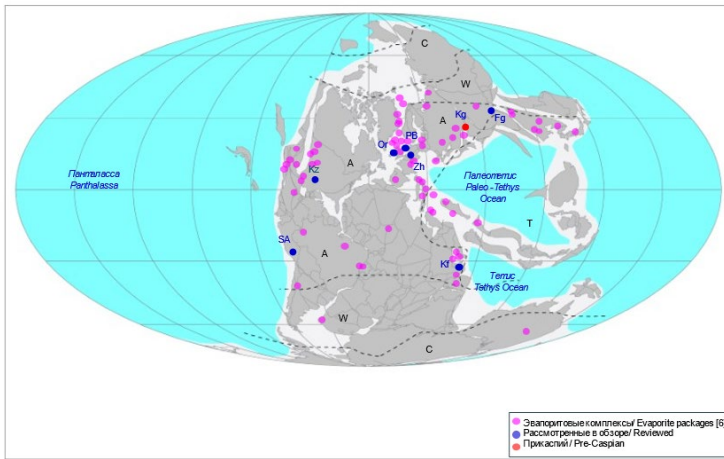 C
W
Kg
Fg
A
PB
Or
Zh
Панталасса
Panthalassa
Kz
A
Палеотетис
Paleo -Tethys
Ocean
T
SA
A
Kf
Тетис
Tethys Ocean
W
C
Эвапоритовые комплексы/ Evaporite packages [6]
Рассмотренные в обзоре/ Reviewed
Прикаспий / Pre-Caspian